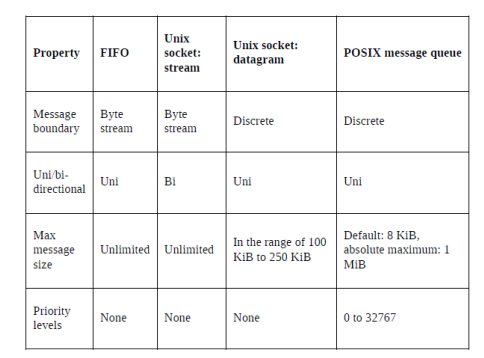 Property
FIFO
Unix
socket:
stream
Unix socket:
datagram
POSIX message queue
Message
boundary
Byte
stream
Byte
stream
Discrete
Discrete
Uni/bi-
directional
Uni
Bi
Uni
Uni
Max
message
size
Unlimited
Unlimited
In the range of 100
KiB to 250 KiB
Default: 8 KiB,
absolute maximum: 1
MiB
Priority
levels
None
None
None
0 to 32767